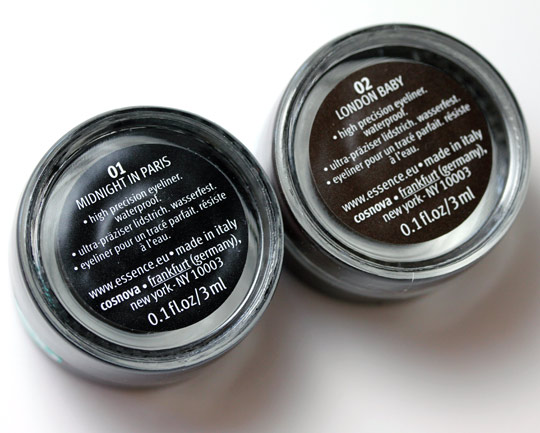 01
MIDNIGHT IN PARIS
• high precision eyeliner.
waterproof.
• ultra-präziser lidstrich. wasserfest.
• eyeliner pour un tracé parfait. résiste
à l'eau.
www.essence.eu • made in italy
cosnova • frankfurt (germany),
new york - NY 10003
0.1 fl.oz/3 ml
02
LONDON BABY
• high precision eyeliner.
waterproof.
• ultra-präziser lidstrich. wasserfest.
• eyeliner pour un tracé parfait. résiste
à l'eau.
www.essence.eu • made in italy
cosnova • frankfurt (germany),
new york - NY 10003
0.1 fl.oz/3 ml